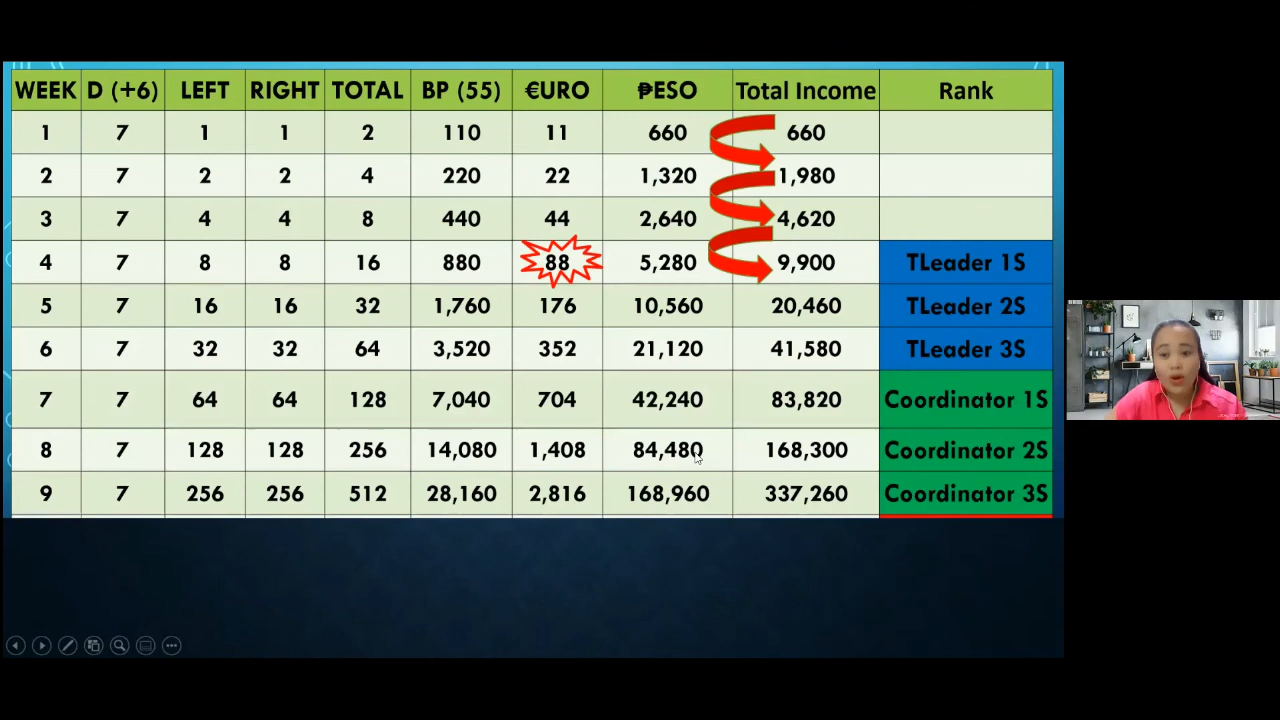 WEEK D (+6) LEFT RIGHT TOTAL BP (55) €URO ₱ESO Total Income Rank
1 7 1 1 2 110 11 660 660
2 7 2 2 4 220 22 1,320 1,980
3 7 4 4 8 440 44 2,640 4,620
4 7 8 8 16 880 88 5,280 9,900 TLeader 1S
5 7 16 16 32 1,760 176 10,560 20,460 TLeader 2S
6 7 32 32 64 3,520 352 21,120 41,580 TLeader 3S
7 7 64 64 128 7,040 704 42,240 83,820 Coordinator 1S
8 7 128 128 256 14,080 1,408 84,480 168,300 Coordinator 2S
9 7 256 256 512 28,160 2,816 168,960 337,260 Coordinator 3S